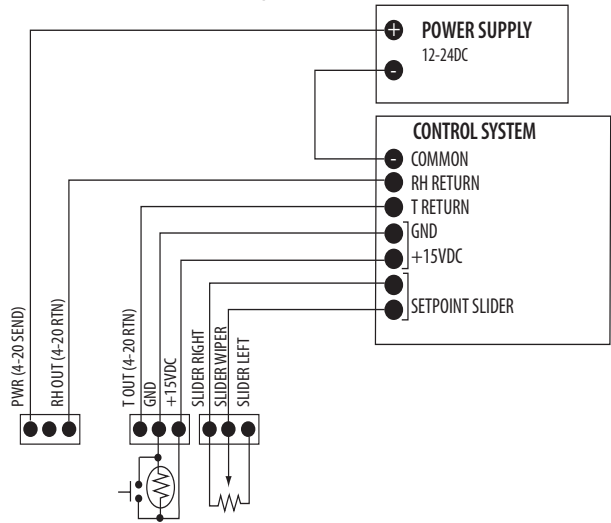 + POWER SUPPLY
12-24DC
-
CONTROL SYSTEM
- COMMON
RH RETURN
T RETURN
GND
+15VDC
SETPOINT SLIDER
PWR (4-20 SEND)
RH OUT (4-20 RTN)
T OUT (4-20 RTN)
GND
+15VDC
SLIDER RIGHT
SLIDER WIPER
SLIDER LEFT